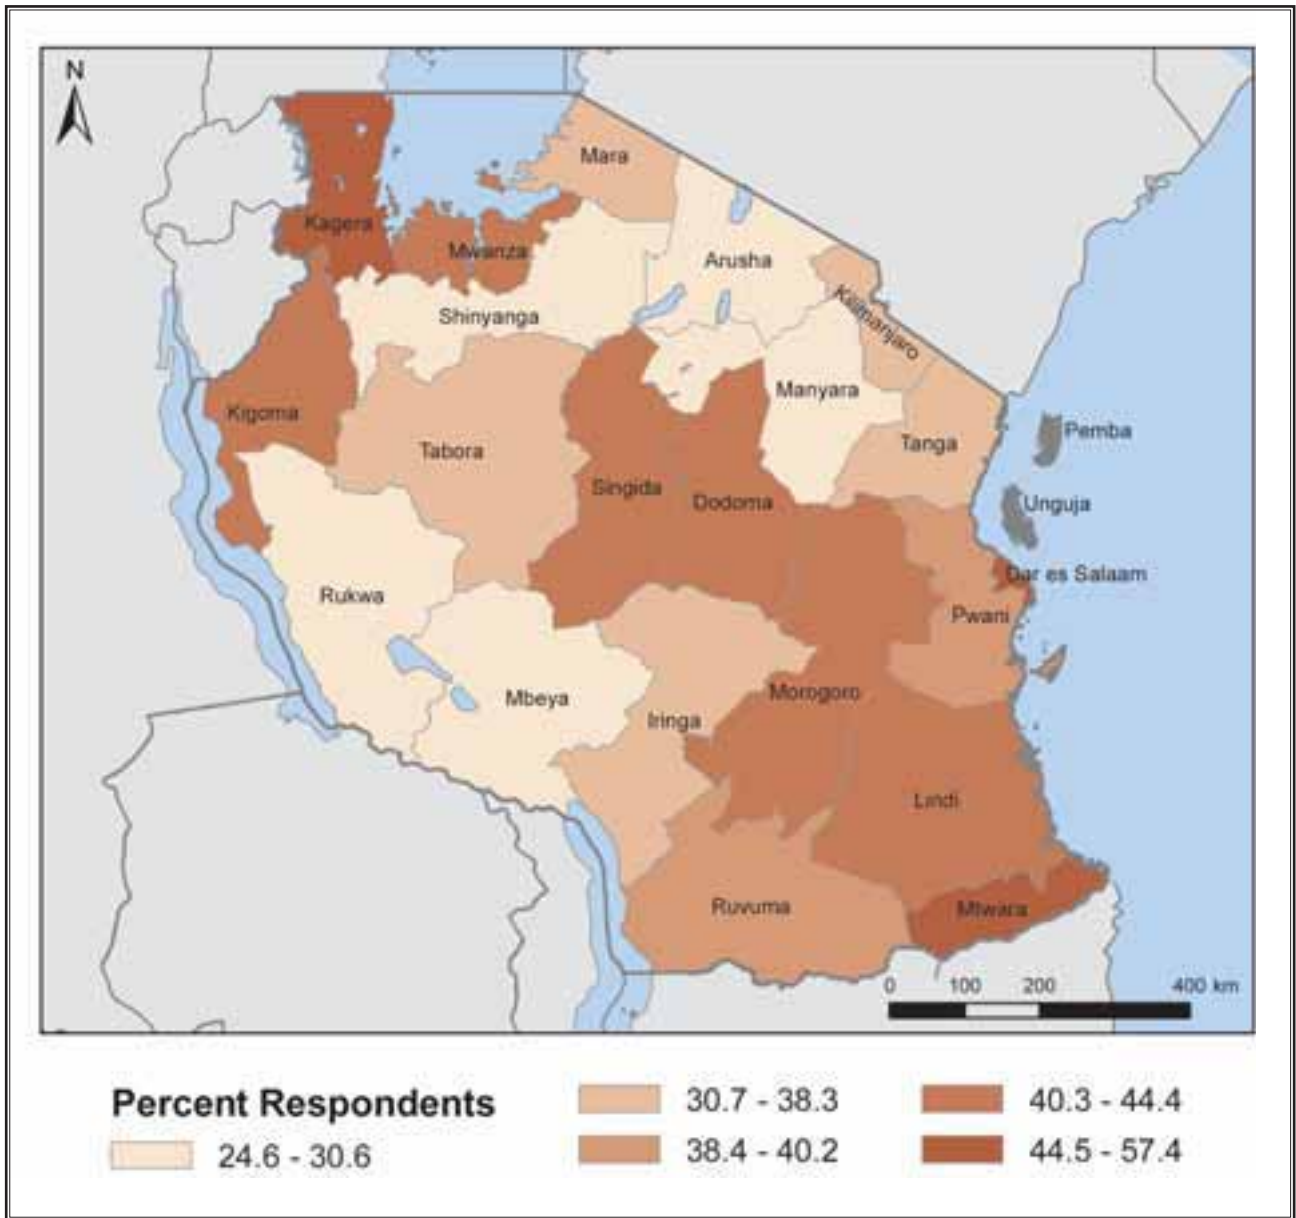 N
Mara
Kagera
Mwanza
Arusha
Kilimanjaro
Shinyanga
Manyara
Kigoma
Tabora
Tanga
Pemba
Singida
Dodoma
Unguja
Dar es Salaam
Rukwa
Pwani
Mbeya
Morogoro
Iringa
Lindi
Ruvuma
Mtwara
0 100 200 400 km
Percent Respondents
24.6 - 30.6
30.7 - 38.3
38.4 - 40.2
40.3 - 44.4
44.5 - 57.4